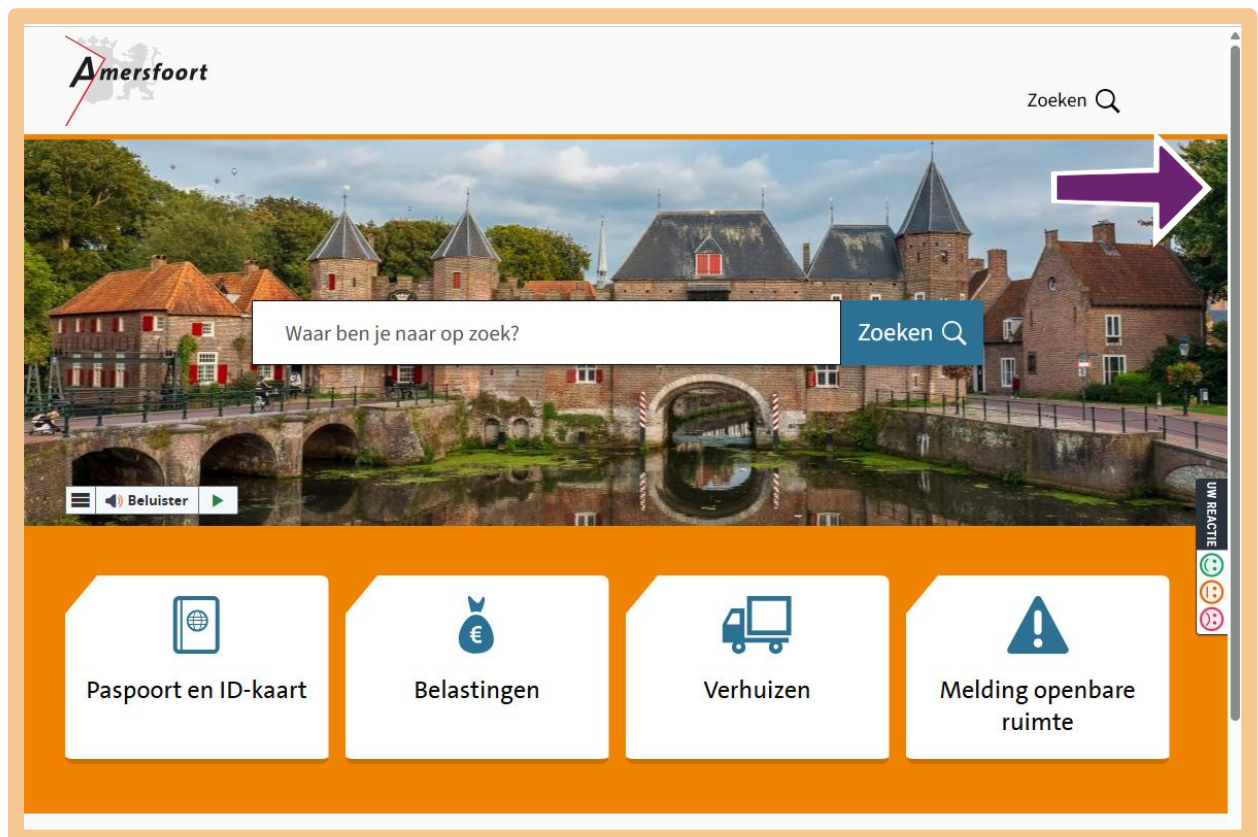 Amersfoort
Zoeken
Waar ben je naar op zoek?
Zoeken
Beluister
UW REACTIE
€
Paspoort en ID-kaart
Belastingen
Verhuizen
Melding openbare
ruimte